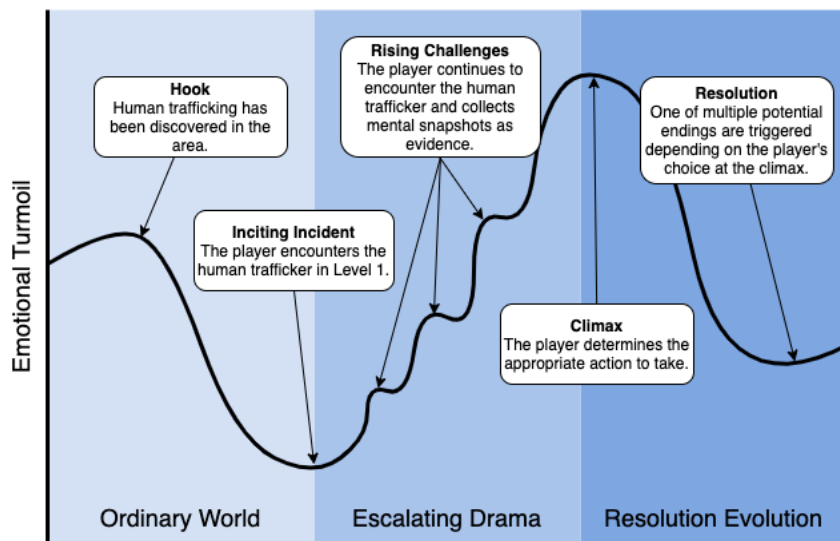 Emotional Turmoil
Hook
Human trafficking has
been discovered in the
area.
Inciting Incident
The player encounters the
human trafficker in Level 1.
Rising Challenges
The player continues to
encounter the human
trafficker and collects
mental snapshots as
evidence.
Climax
The player determines the
appropriate action to take.
Resolution
One of multiple potential
endings are triggered
depending on the player's
choice at the climax.
Ordinary World
Escalating Drama
Resolution Evolution